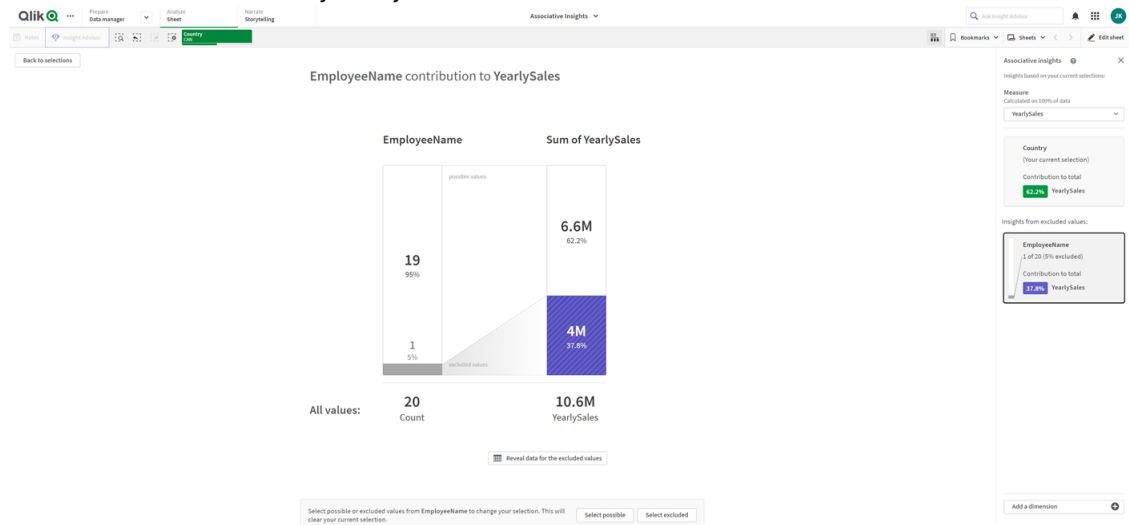 Qlik
Prepare
Data manager
Analyze
Sheet
Narrate
Storytelling
Associative Insights
Ask Insight Advisor
JK
Notes
Insight Advisor
Country
CAN
Bookmarks
Sheets
Edit sheet
Back to selections
EmployeeName contribution to YearlySales
EmployeeName
Sum of YearlySales
possible values
6.6M
62.2%
19
95%
4M
37.8%
1
5%
excluded values
All values:
20
Count
10.6M
YearlySales
Reveal data for the excluded values
Select possible or excluded values from EmployeeName to change your selection. This will
clear your current selection.
Select possible
Select excluded
Associative insights
Insights based on your current selections:
Measure
Calculated on 100% of data
YearlySales
Country
(Your current selection)
Contribution to total
62.2% YearlySales
Insights from excluded values:
EmployeeName
1 of 20 (5% excluded)
Contribution to total
37.8% YearlySales
Add a dimension